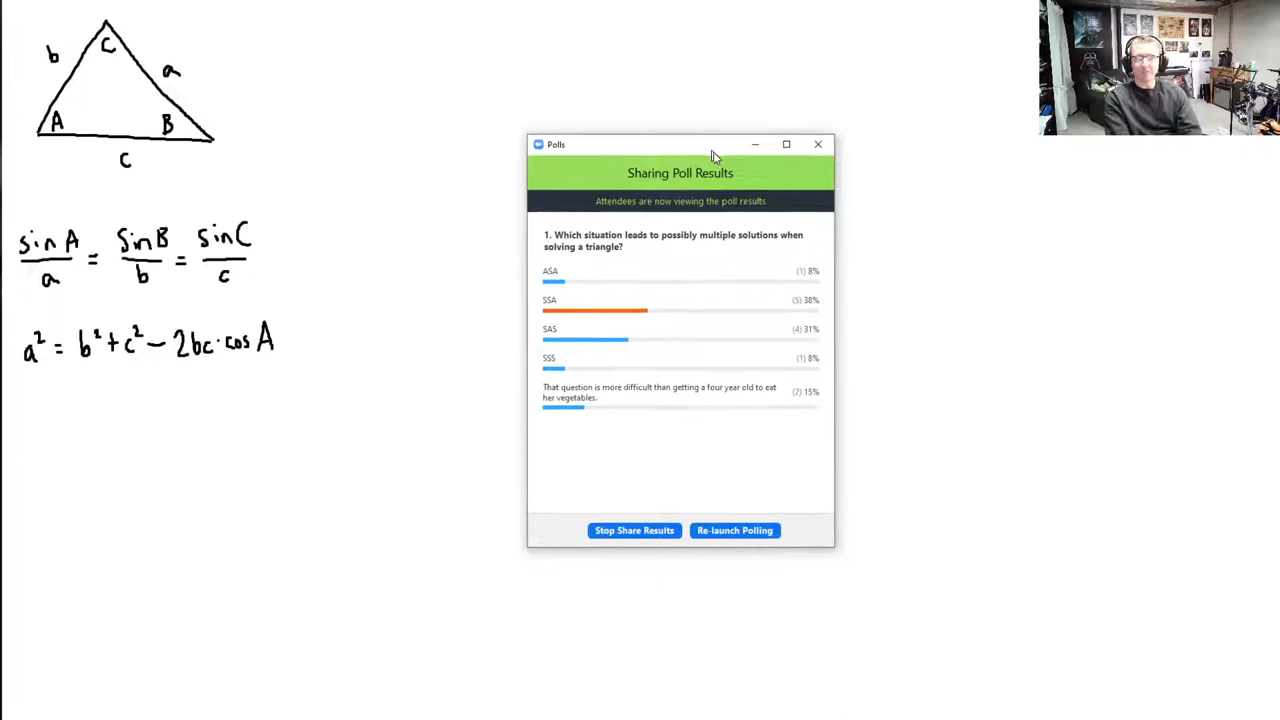 b
C
a
A
B
c
sin A / a = sin B / b = sin C / c
a² = b² + c² − 2bc·cos A
Polls
Sharing Poll Results
Attendees are now viewing the poll results
1. Which situation leads to possibly multiple solutions when
solving a triangle?
ASA (1) 8%
SSA (5) 38%
SAS (4) 31%
SSS (1) 8%
That question is more difficult than getting a four year old to eat
her vegetables. (2) 15%
Stop Share Results Re-launch Polling